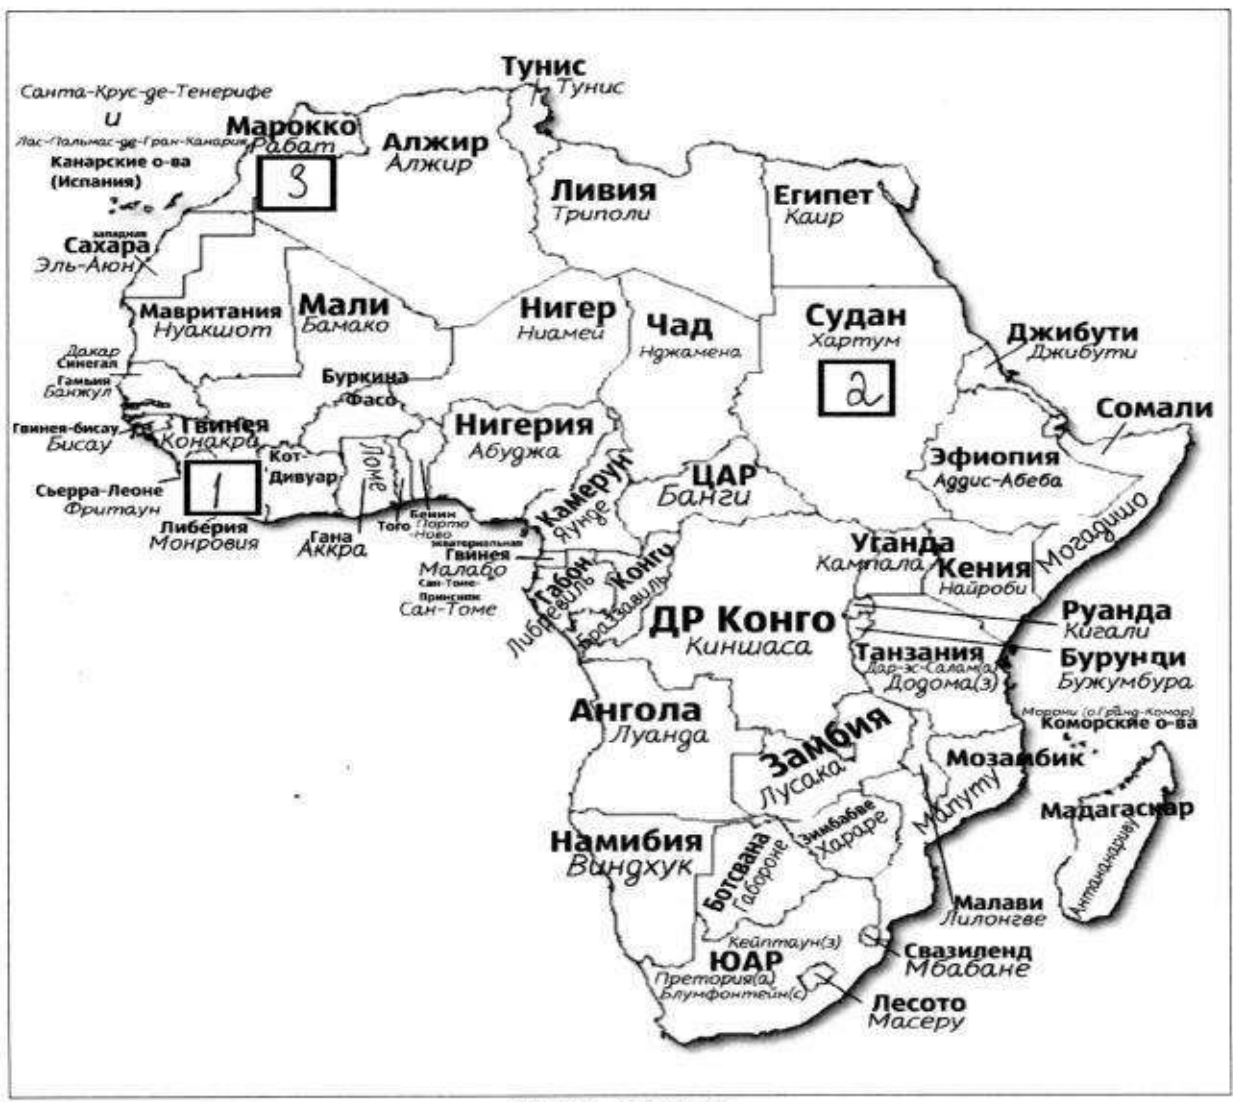 Тунис
Тунис
Санта-Крус-де-Тенерифе
и
Лас-Пальмас-де-Гран-Канария
Канарские о-ва
(Испания)
Марокко
Рабат
3
Алжир
Алжир
Ливия
Триполи
Египет
Каир
западная
Сахара
Эль-Аюн
Мавритания
Нуакшот
Мали
Бамако
Нигер
Ниамей
Чад
Нджамена
Судан
Хартум
2
Джибути
Джибути
Дакар
Синегал
Гамбия
Банжул
Гвинея-бисау
Бисау
Гвинея
Конакри
1
Буркина
Фасо
Кот-
Дивуар
Ломе
Нигерия
Абуджа
Камерун
Яунде
ЦАР
Банги
Эфиопия
Аддис-Абеба
Сомали
Могадишо
Сьерра-Леоне
Фритаун
Либерия
Монровия
Гана
Аккра
Того
Бенин
Порто
-Ново
экваториальная
Гвинея
Малабо
Сан-Томе-
Принсипи
Сан-Томе
Габон
Либревиль
Конго
Браззавиль
ДР Конго
Киншаса
Уганда
Кампала
Кения
Найроби
Руанда
Кигали
Бурунди
Бужумбура
Танзания
Дар-эс-Салам(а)
Додома(з)
Морони (о.Гранд-Комор)
Коморские о-ва
Ангола
Луанда
Замбия
Лусака
Мозамбик
Мапуту
Мадагаскар
Антананариву
Намибия
Виндхук
Ботсвана
Габороне
Зимбабве
Хараре
Малави
Лилонгве
Кейптаун(з)
ЮАР
Претория(а)
Блумфонтейн(с)
Свазиленд
Мбабане
Лесото
Масеру